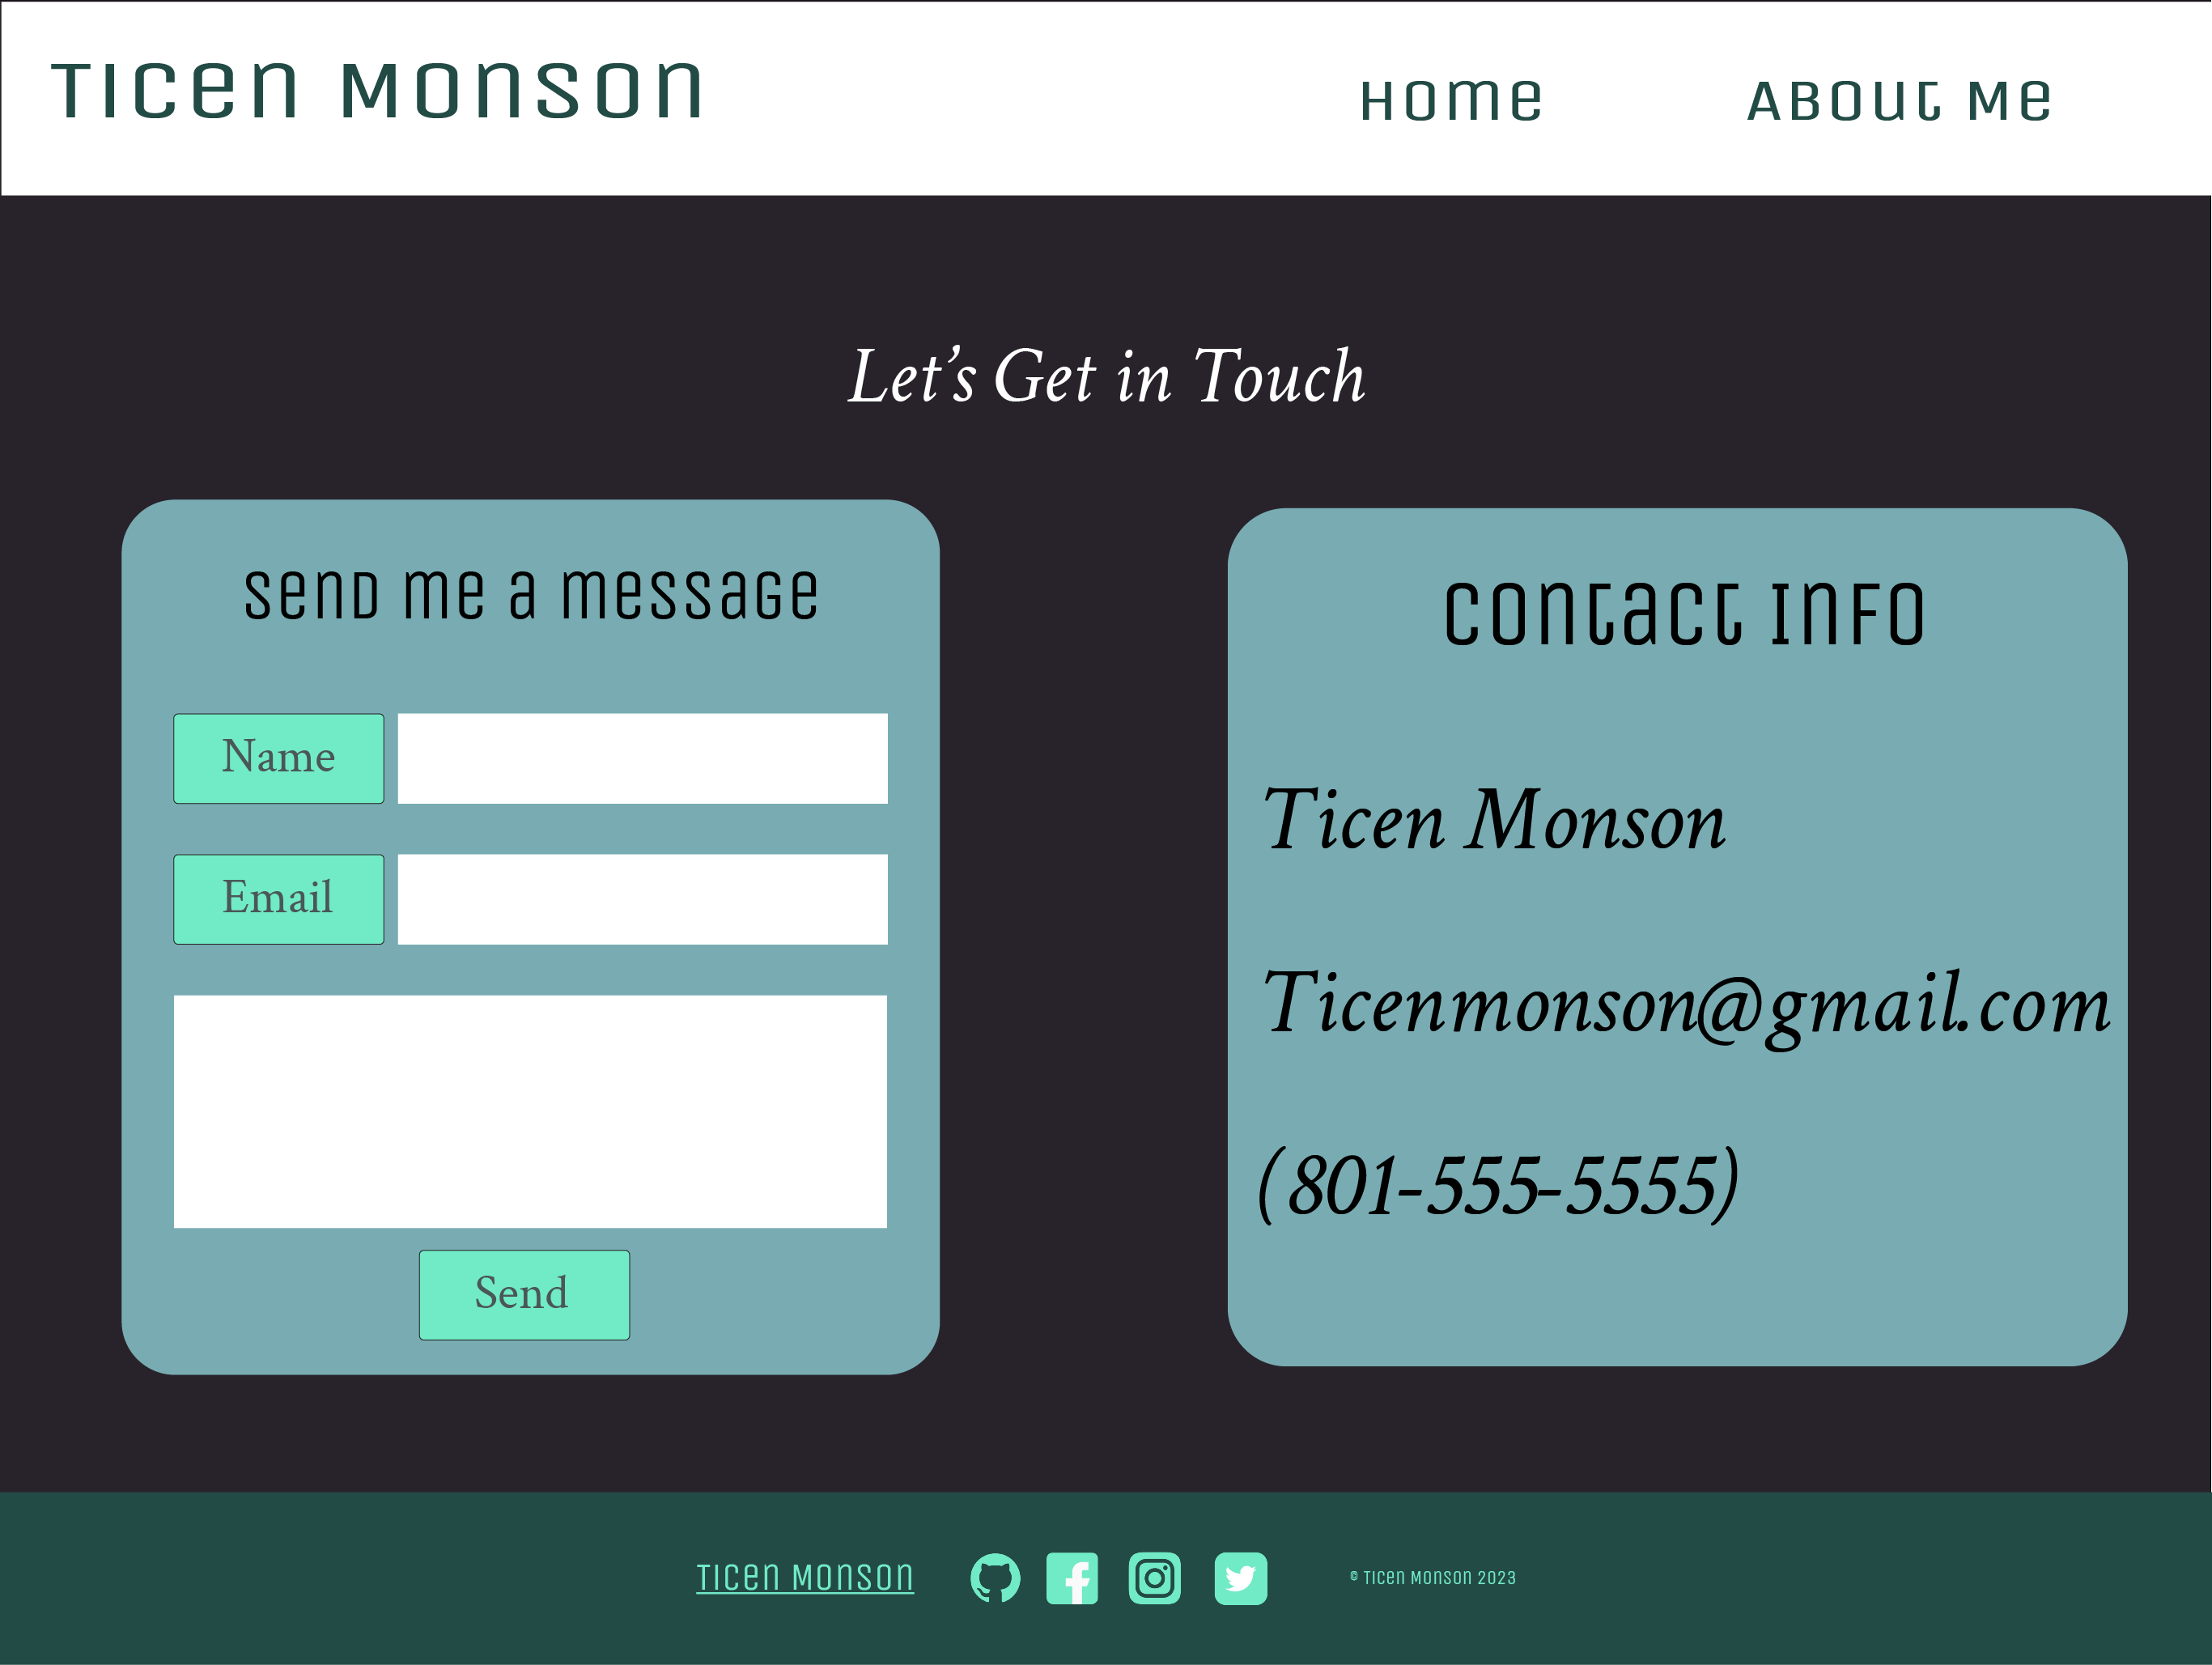 Ticen Monson
Home
About Me
Let’s Get in Touch
Send me a message
Name
Email
Send
Contact Info
Ticen Monson
Ticenmonson@gmail.com
(801-555-5555)
Ticen Monson
© Ticen Monson 2023